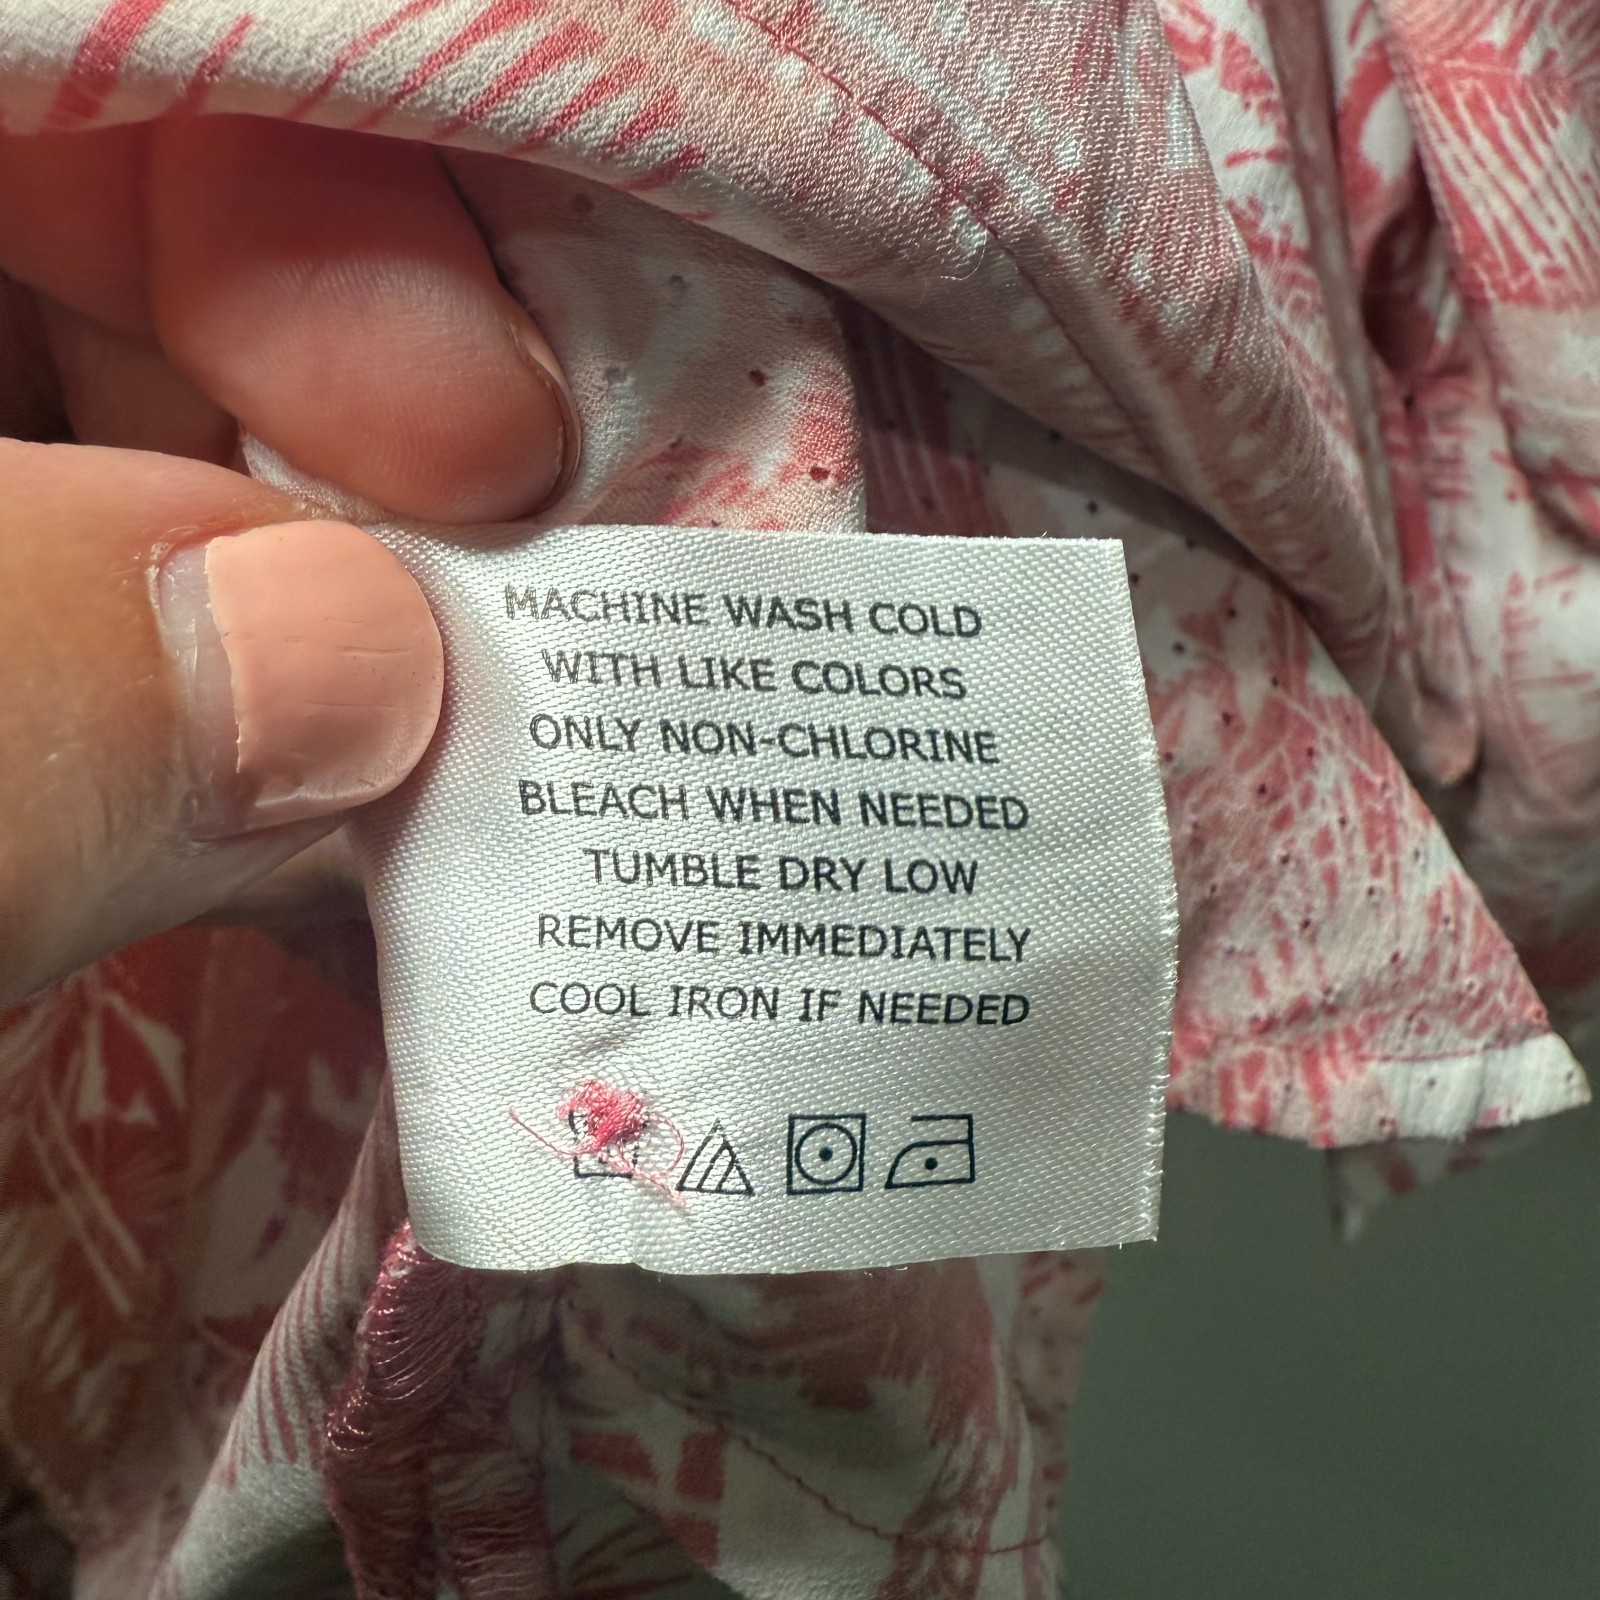 MACHINE WASH COLD
WITH LIKE COLORS
ONLY NON-CHLORINE
BLEACH WHEN NEEDED
TUMBLE DRY LOW
REMOVE IMMEDIATELY
COOL IRON IF NEEDED